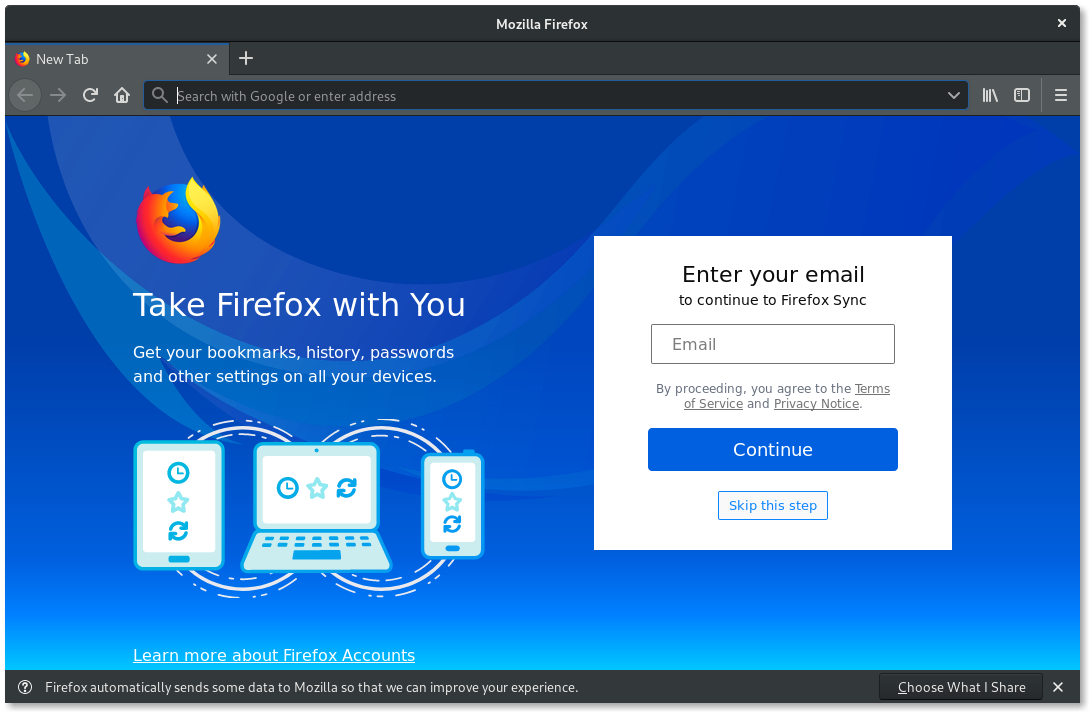 Mozilla Firefox
New Tab
Search with Google or enter address
Take Firefox with You
Get your bookmarks, history, passwords
and other settings on all your devices.
Learn more about Firefox Accounts
Enter your email
to continue to Firefox Sync
Email
By proceeding, you agree to the Terms
of Service and Privacy Notice.
Continue
Skip this step
Firefox automatically sends some data to Mozilla so that we can improve your experience.
Choose What I Share